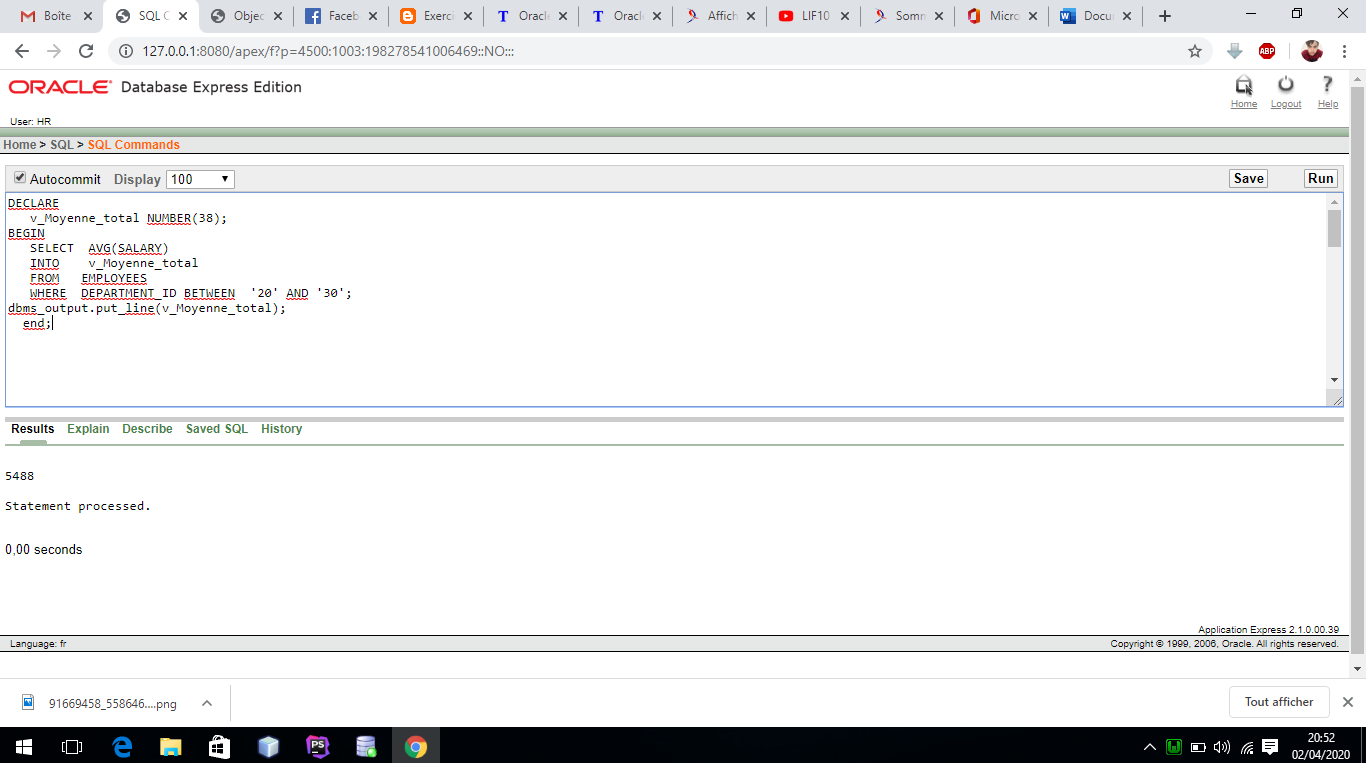 Boîte
SQL C
Objec
Faceb
Exerci
Oracle
Oracl
Affich
LIF10
Somn
Micro
Docu
127.0.0.1:8080/apex/f?p=4500:1003:198278541006469::NO:::
ABP
ORACLE® Database Express Edition
Home Logout Help
User: HR
Home > SQL > SQL Commands
Autocommit Display 100 Save Run
DECLARE
v_Moyenne_total NUMBER(38);
BEGIN
SELECT AVG(SALARY)
INTO v_Moyenne_total
FROM EMPLOYEES
WHERE DEPARTMENT_ID BETWEEN '20' AND '30';
dbms_output.put_line(v_Moyenne_total);
end;
Results Explain Describe Saved SQL History
5488
Statement processed.
0,00 seconds
Application Express 2.1.0.00.39
Language: fr Copyright © 1999, 2006, Oracle. All rights reserved.
91669458_558646....png Tout afficher
PS
20:52
02/04/2020